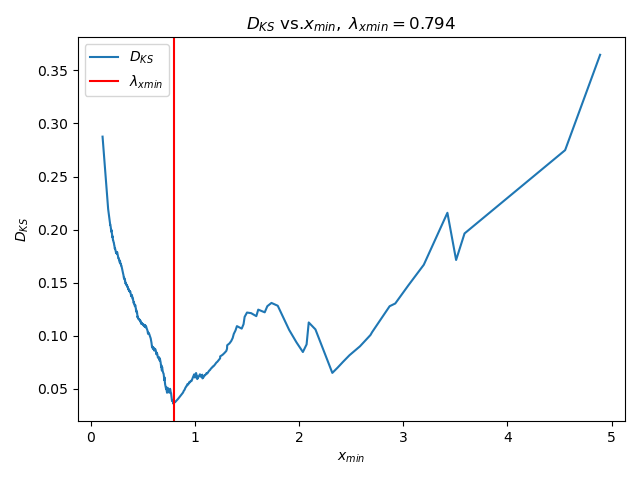 D_KS vs.x_min, λ_xmin = 0.794
D_KS
λ_xmin
0.35
0.30
0.25
0.20
0.15
0.10
0.05
D_KS
0 1 2 3 4 5
x_min